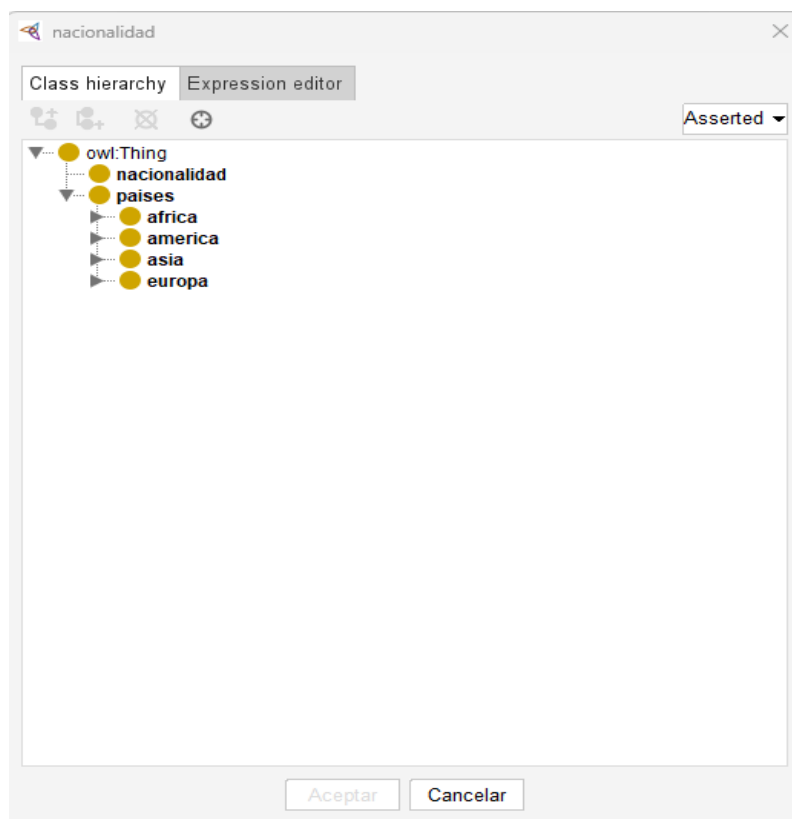 nacionalidad
Class hierarchy Expression editor
Asserted
owl:Thing
nacionalidad
paises
africa
america
asia
europa
Aceptar Cancelar